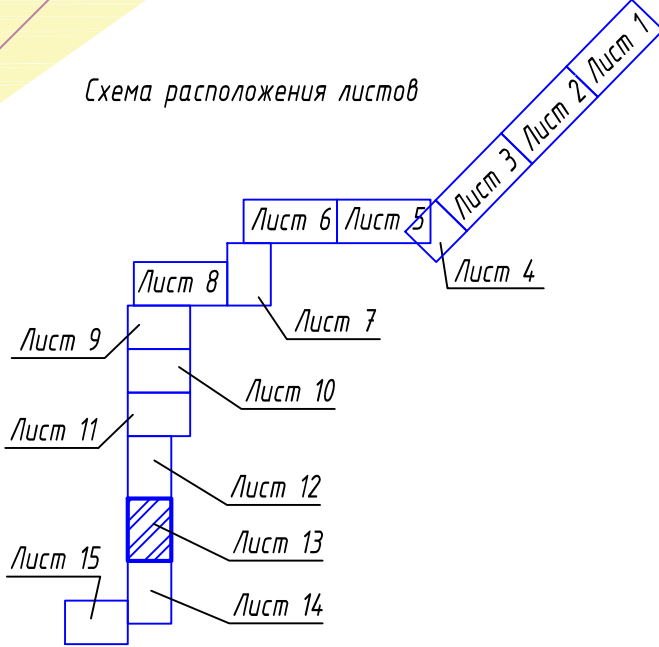 Схема расположения листов
Лист 1
Лист 2
Лист 3
Лист 4
Лист 5
Лист 6
Лист 7
Лист 8
Лист 9
Лист 10
Лист 11
Лист 12
Лист 13
Лист 14
Лист 15